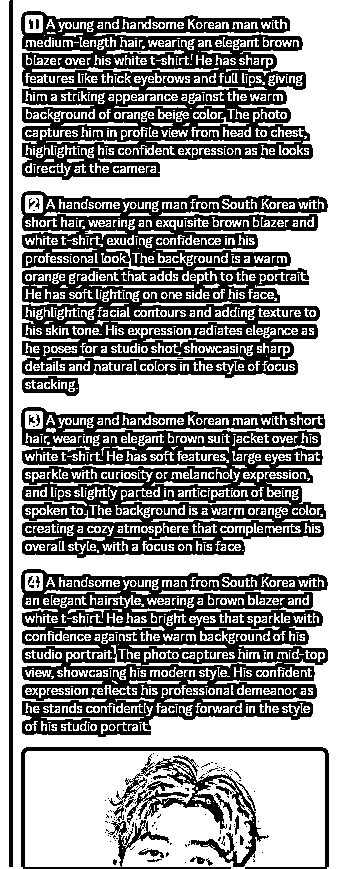 1 A young and handsome Korean man with
medium-length hair, wearing an elegant brown
blazer over his white t-shirt. He has sharp
features like thick eyebrows and full lips, giving
him a striking appearance against the warm
background of orange beige color. The photo
captures him in profile view from head to chest,
highlighting his confident expression as he looks
directly at the camera.
2 A handsome young man from South Korea with
short hair, wearing an exquisite brown blazer and
white t-shirt, exuding confidence in his
professional look. The background is a warm
orange gradient that adds depth to the portrait.
He has soft lighting on one side of his face,
highlighting facial contours and adding texture to
his skin tone. His expression radiates elegance as
he poses for a studio shot, showcasing sharp
details and natural colors in the style of focus
stacking.
3 A young and handsome Korean man with short
hair, wearing an elegant brown suit jacket over his
white t-shirt. He has soft features, large eyes that
sparkle with curiosity or melancholy expression,
and lips slightly parted in anticipation of being
spoken to. The background is a warm orange color,
creating a cozy atmosphere that complements his
overall style, with a focus on his face.
4 A handsome young man from South Korea with
an elegant hairstyle, wearing a brown blazer and
white t-shirt. He has bright eyes that sparkle with
confidence against the warm background of his
studio portrait. The photo captures him in mid-top
view, showcasing his modern style. His confident
expression reflects his professional demeanor as
he stands confidently facing forward in the style
of his studio portrait.